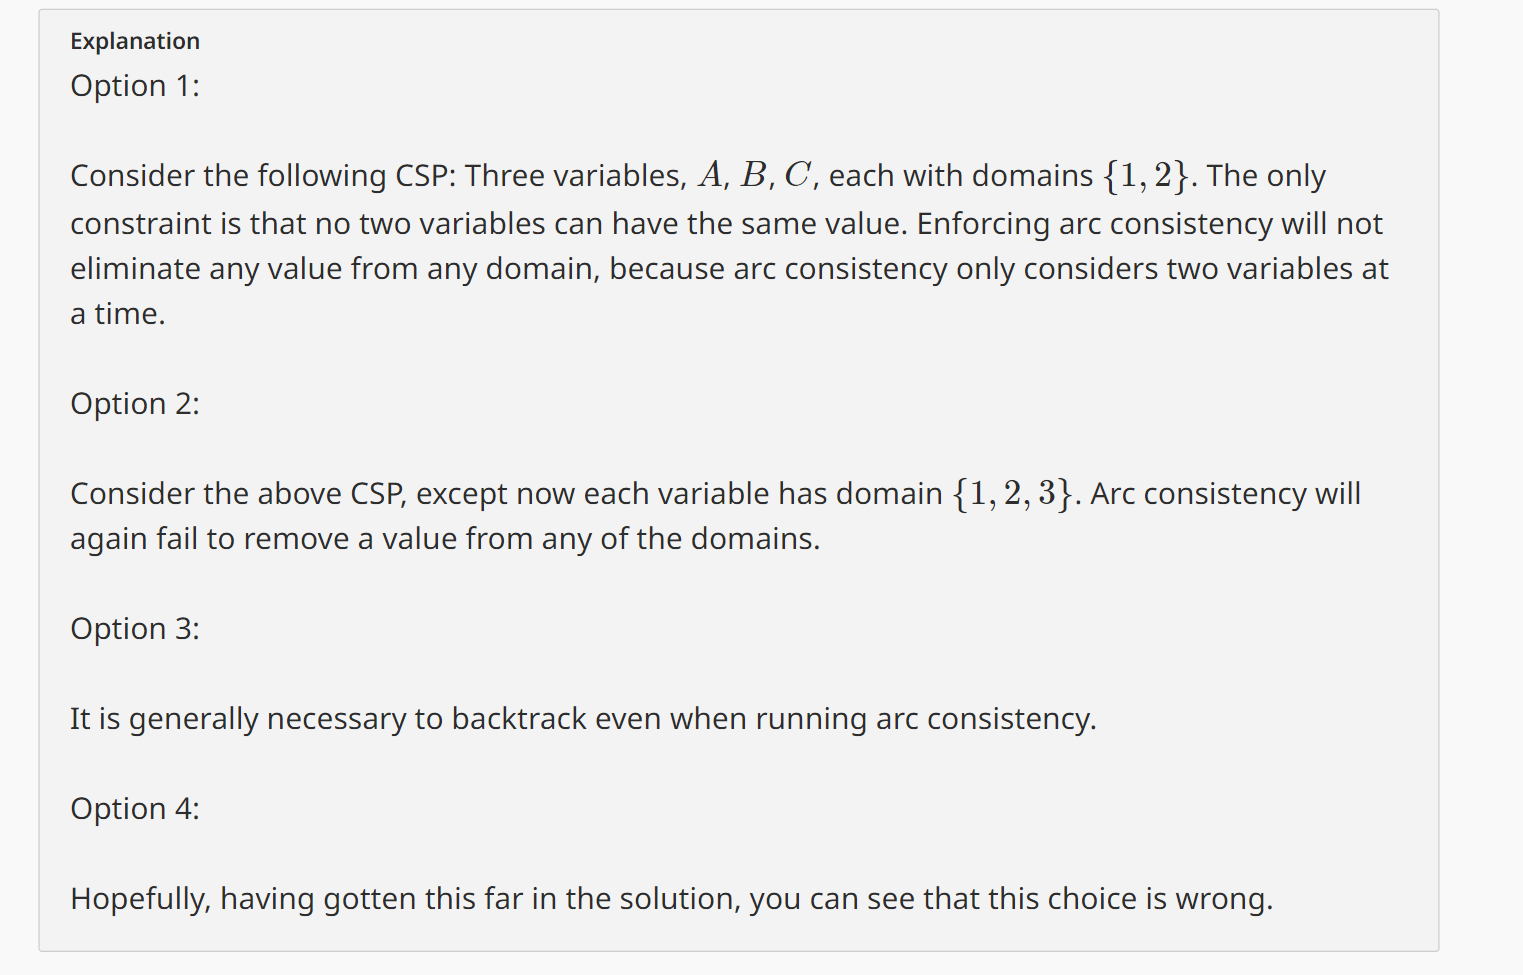 Explanation
Option 1:
Consider the following CSP: Three variables, A, B, C, each with domains {1, 2}. The only
constraint is that no two variables can have the same value. Enforcing arc consistency will not
eliminate any value from any domain, because arc consistency only considers two variables at
a time.
Option 2:
Consider the above CSP, except now each variable has domain {1, 2, 3}. Arc consistency will
again fail to remove a value from any of the domains.
Option 3:
It is generally necessary to backtrack even when running arc consistency.
Option 4:
Hopefully, having gotten this far in the solution, you can see that this choice is wrong.